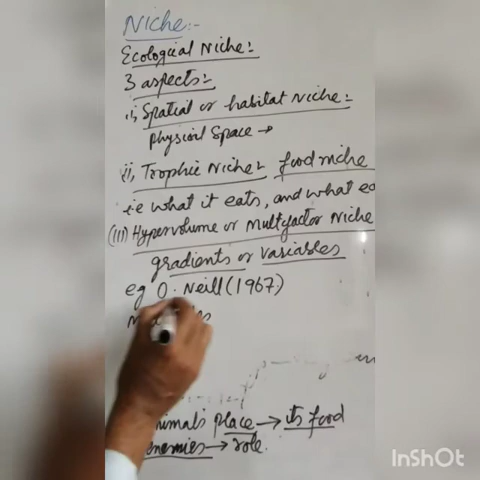 Niche:-
Ecological Niche:-
3 aspects:-
i, Spatial or habitat Niche:-
Physical Space →
ii, Trophic Niche:- food niche
i.e what it eats, and what ea
(III) Hypervolume or Multyfactor Niche
gradients or variables
eg O. Neill (1967)
nimal's place → its food
enemies → role.
InShOt